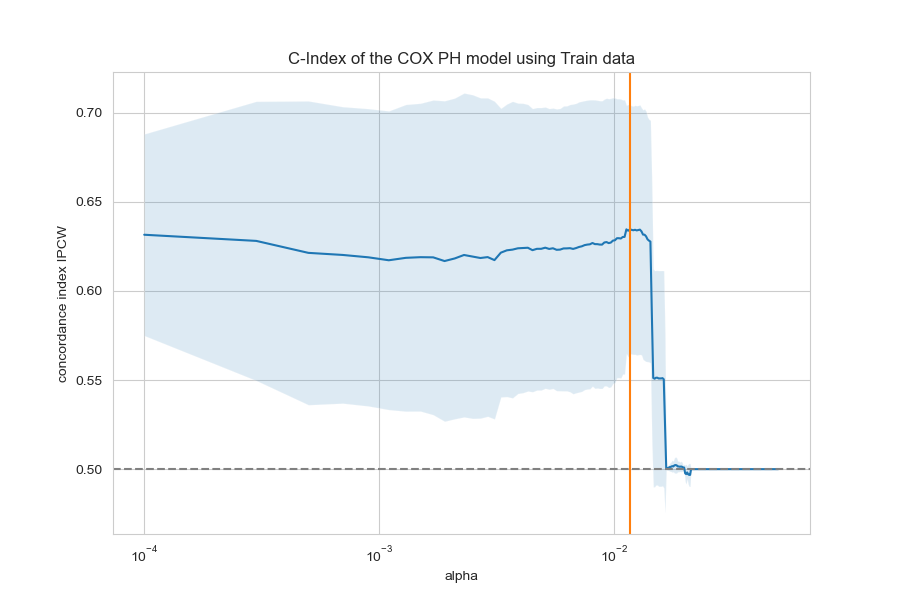 C-Index of the COX PH model using Train data
concordance index IPCW
0.70
0.65
0.60
0.55
0.50
10⁻⁴
10⁻³
10⁻²
alpha